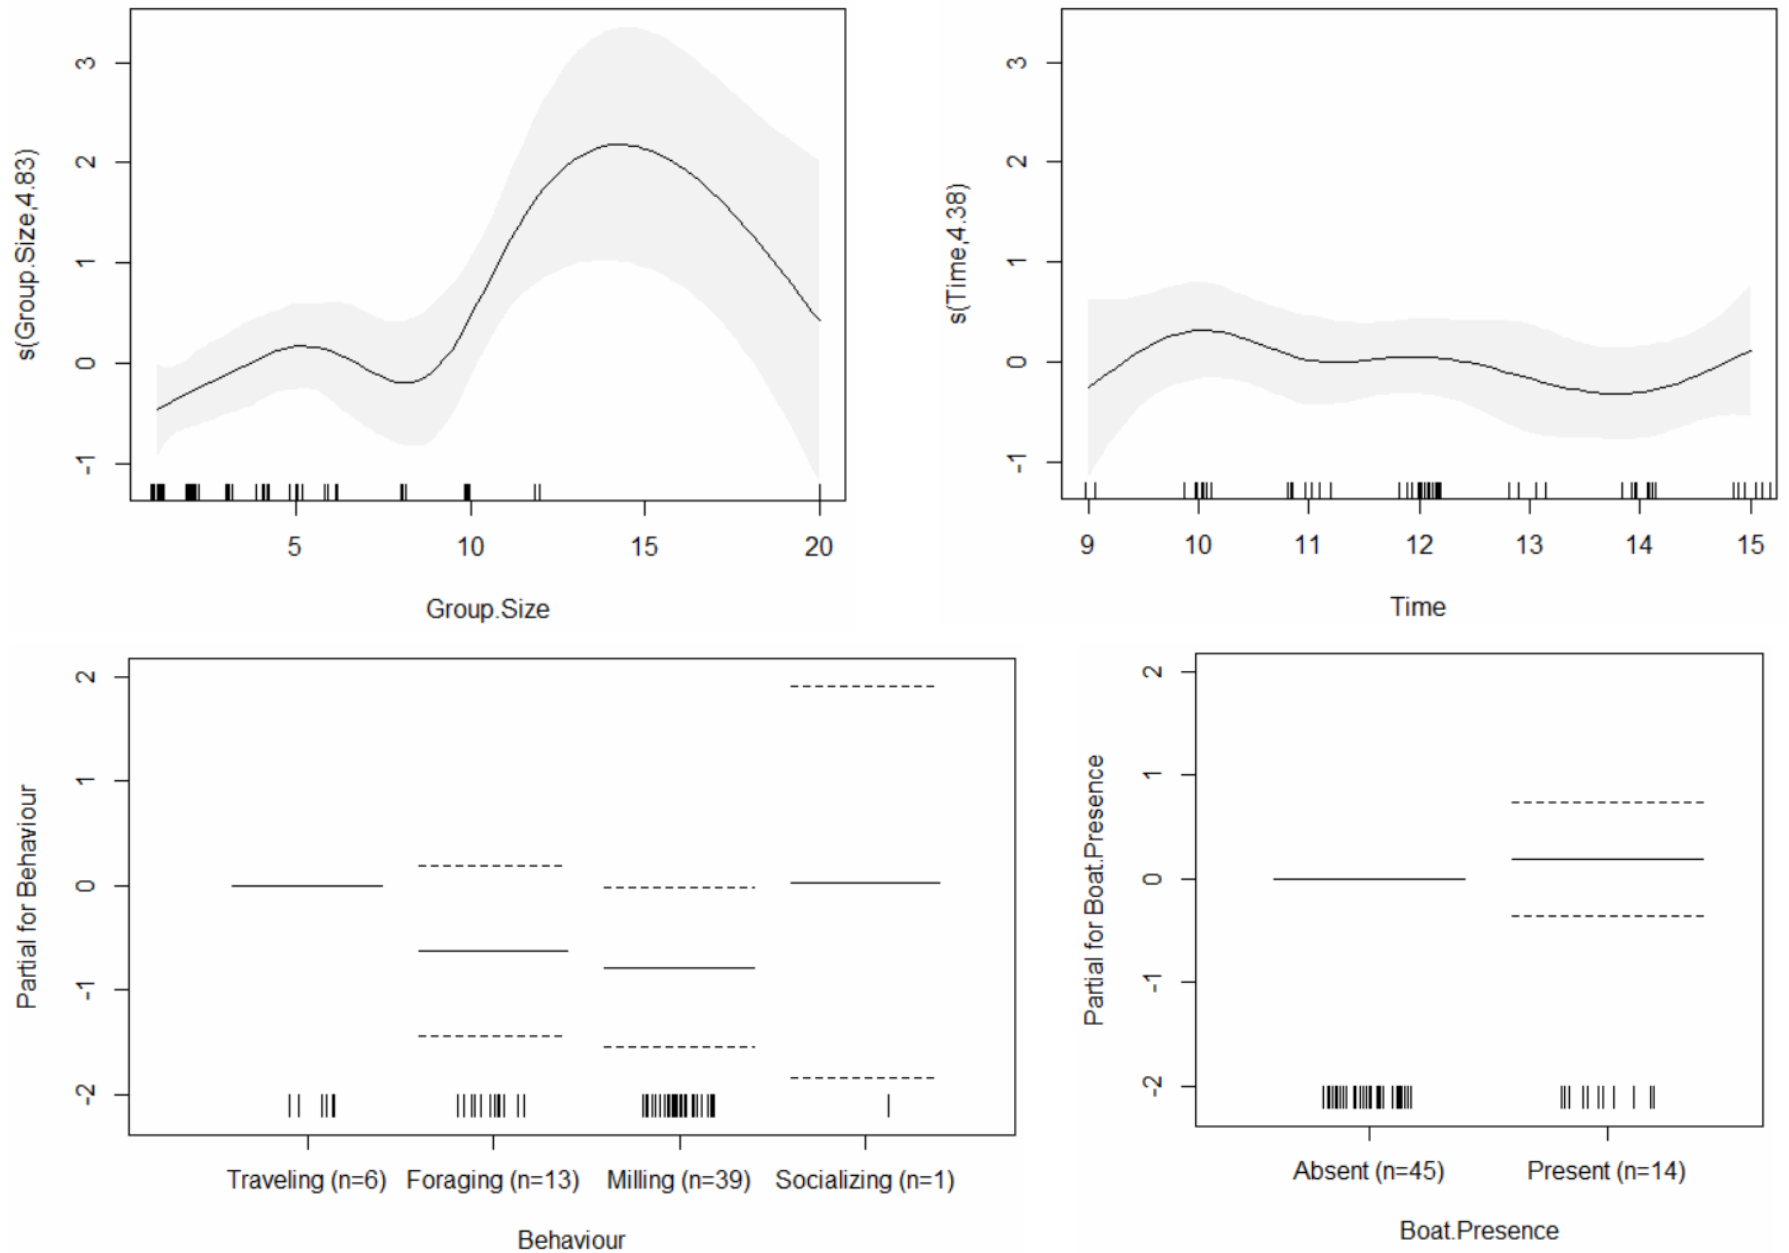 s(Group.Size,4.83)
3
2
1
0
-1
5 10 15 20
Group.Size
s(Time,4.38)
3
2
1
0
-1
9 10 11 12 13 14 15
Time
Partial for Behaviour
2
1
0
-1
-2
Traveling (n=6) Foraging (n=13) Milling (n=39) Socializing (n=1)
Behaviour
Partial for Boat.Presence
2
1
0
-1
-2
Absent (n=45) Present (n=14)
Boat.Presence